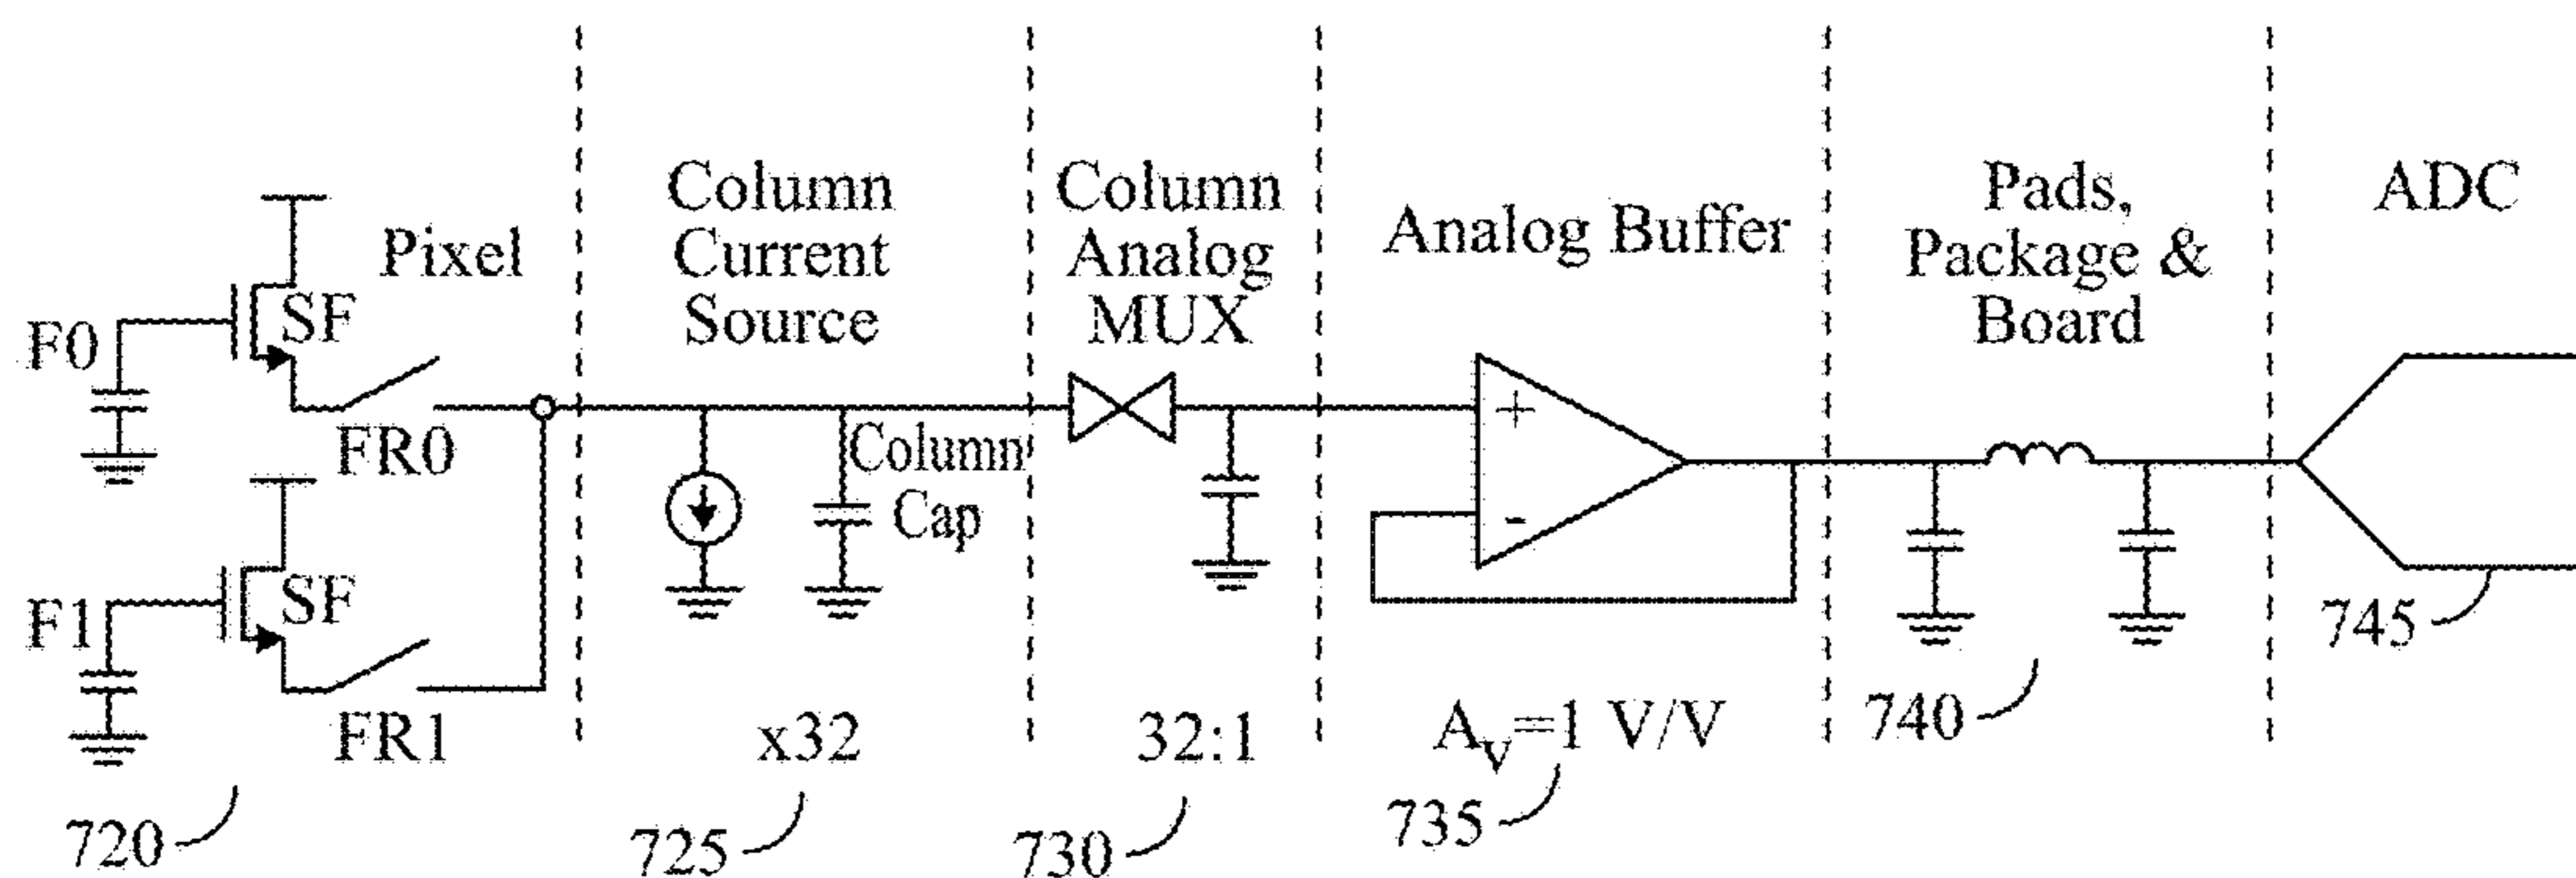 Pixel
F0
SF
FR0
F1
SF
FR1
720
Column
Current
Source
Column
Cap
x32
725
Column
Analog
MUX
32:1
730
Analog Buffer
+
-
A_V=1 V/V
735
Pads,
Package &
Board
740
ADC
745